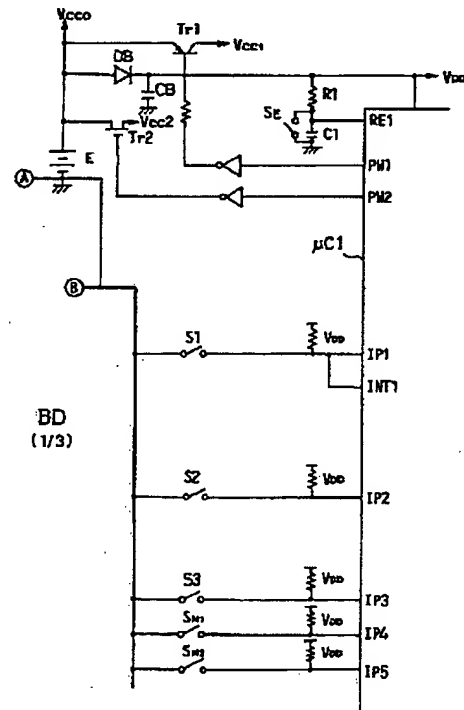 Vcco
Tr1
Vcc1
DB
VDD
CB
R1
SE
Vcc2
C1
RE1
Tr2
E
PW1
A
PW2
μC1
B
S1
VDD
IP1
INT1
BD
(1/3)
S2
VDD
IP2
S3
VDD
IP3
SM1
VDD
IP4
VDD
IP5